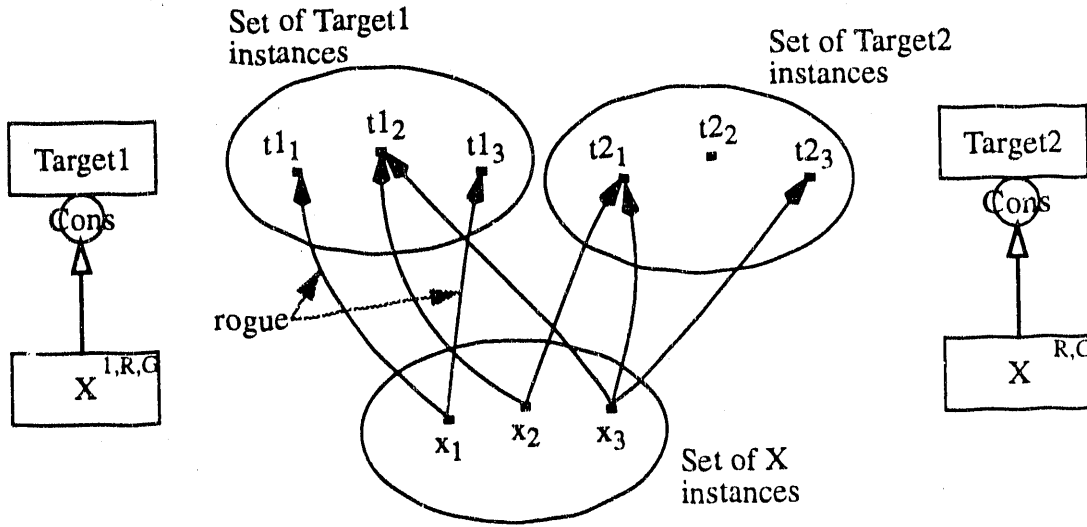 Set of Target1
instances
Set of Target2
instances
t1₁
t1₂
t1₃
t2₁
t2₂
t2₃
Target1
Cons
Target2
Cons
rogue
X 1,R,G
x₁
x₂
x₃
X R,G
Set of X
instances